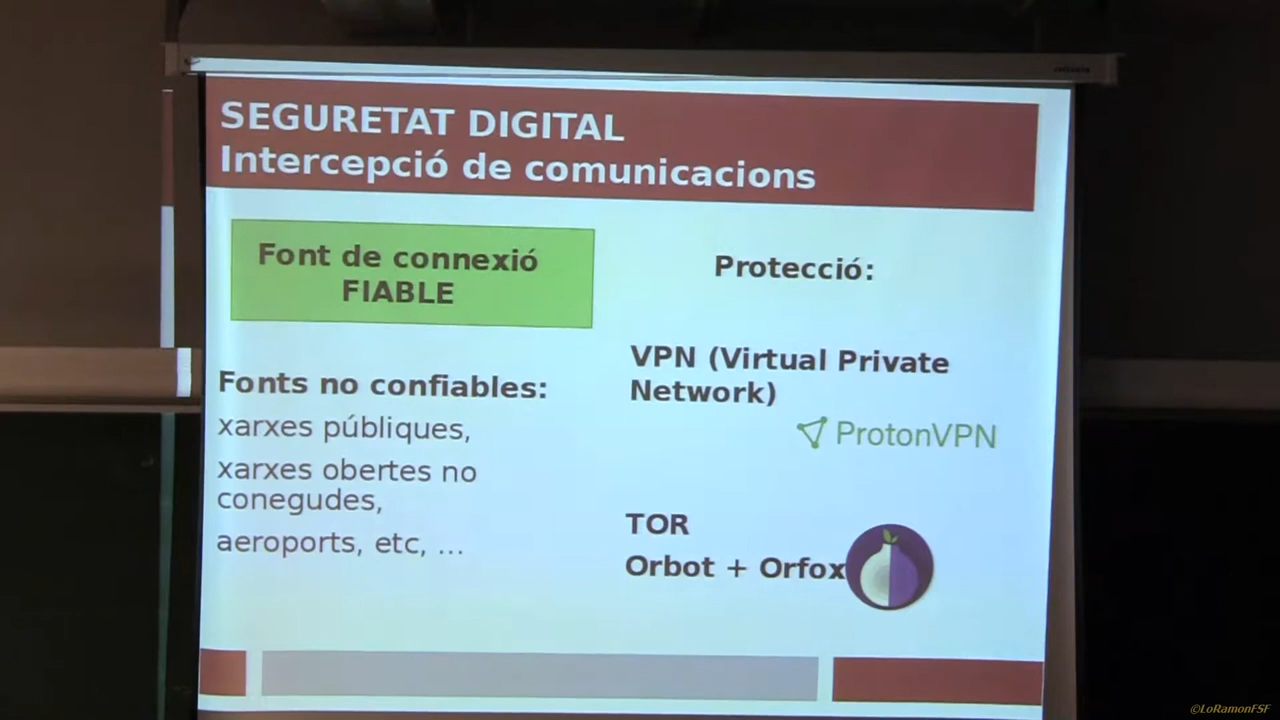 SEGURETAT DIGITAL
Intercepció de comunicacions
Font de connexió
FIABLE
Fonts no confiables:
xarxes públiques,
xarxes obertes no
conegudes,
aeroports, etc, ...
Protecció:
VPN (Virtual Private
Network)
ProtonVPN
TOR
Orbot + Orfox
©LoRamonFSF